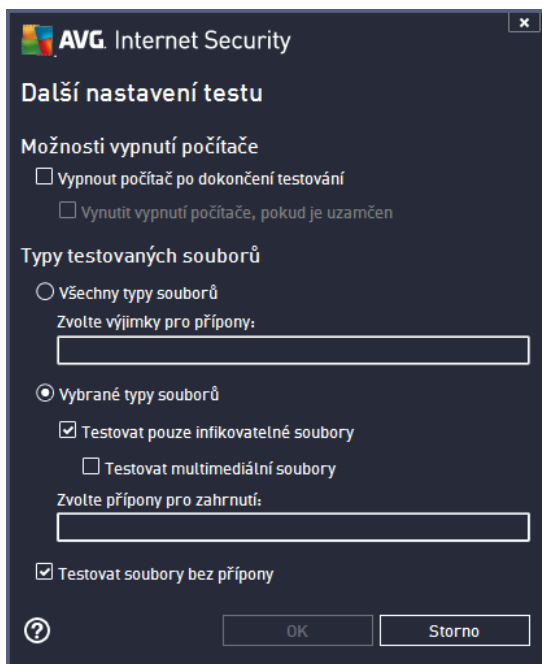 AVG. Internet Security
Další nastavení testu
Možnosti vypnutí počítače
Vypnout počítač po dokončení testování
Vynutit vypnutí počítače, pokud je uzamčen
Typy testovaných souborů
Všechny typy souborů
Zvolte výjimky pro přípony:
Vybrané typy souborů
Testovat pouze infikovatelné soubory
Testovat multimediální soubory
Zvolte přípony pro zahrnutí:
Testovat soubory bez přípony
OK
Storno